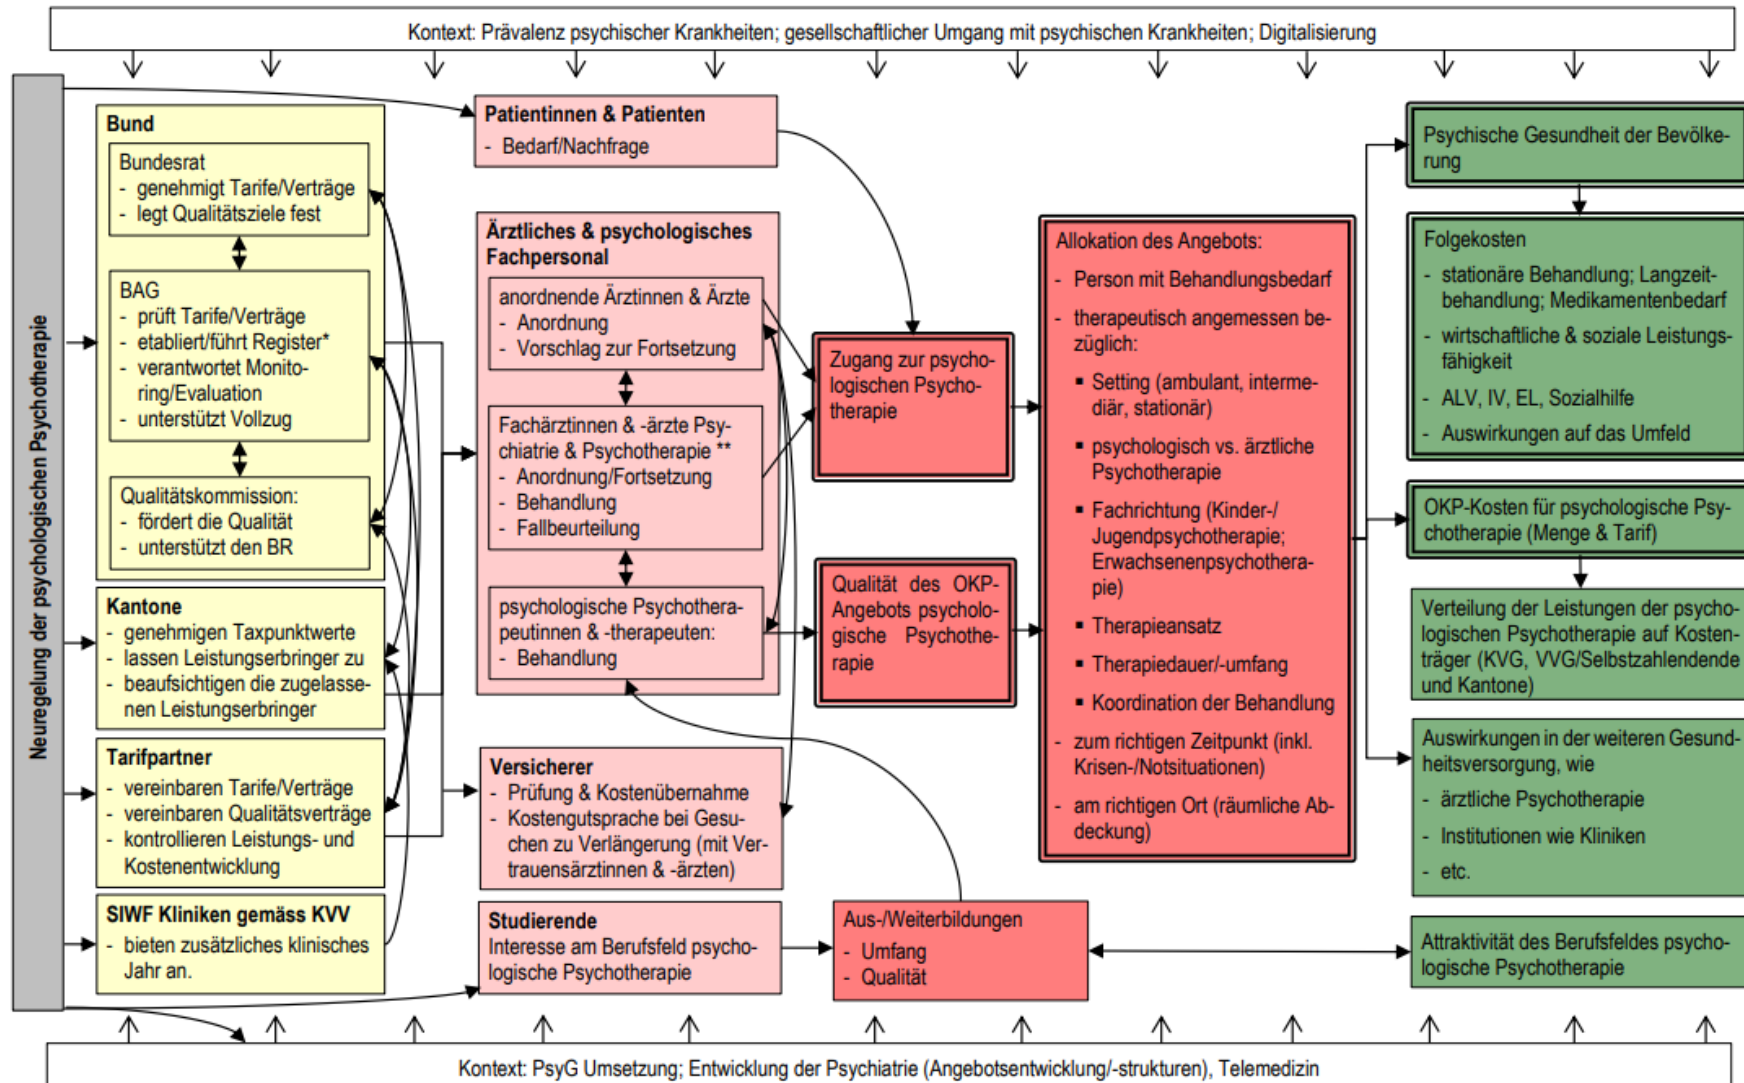 Kontext: Prävalenz psychischer Krankheiten; gesellschaftlicher Umgang mit psychischen Krankheiten; Digitalisierung
Neuregelung der psychologischen Psychotherapie
Bund
Bundesrat
- genehmigt Tarife/Verträge
- legt Qualitätsziele fest
BAG
- prüft Tarife/Verträge
- etabliert/führt Register*
- verantwortet Monito-
ring/Evaluation
- unterstützt Vollzug
Qualitätskommission:
- fördert die Qualität
- unterstützt den BR
Kantone
- genehmigen Taxpunktwerte
- lassen Leistungserbringer zu
- beaufsichtigen die zugelasse-
nen Leistungserbringer
Tarifpartner
- vereinbaren Tarife/Verträge
- vereinbaren Qualitätsverträge
- kontrollieren Leistungs- und
Kostenentwicklung
SIWF Kliniken gemäss KVV
- bieten zusätzliches klinisches
Jahr an.
Patientinnen & Patienten
- Bedarf/Nachfrage
Ärztliches & psychologisches
Fachpersonal
anordnende Ärztinnen & Ärzte
- Anordnung
- Vorschlag zur Fortsetzung
Fachärztinnen & -ärzte Psy-
chiatrie & Psychotherapie **
- Anordnung/Fortsetzung
- Behandlung
- Fallbeurteilung
psychologische Psychothera-
peutinnen & -therapeuten:
- Behandlung
Versicherer
- Prüfung & Kostenübernahme
- Kostengutsprache bei Gesu-
chen zu Verlängerung (mit Ver-
trauensärztinnen & -ärzten)
Studierende
Interesse am Berufsfeld psycho-
logische Psychotherapie
Zugang zur psycho-
logischen Psycho-
therapie
Qualität des OKP-
Angebots psycholo-
gische Psychothe-
rapie
Aus-/Weiterbildungen
- Umfang
- Qualität
Allokation des Angebots:
- Person mit Behandlungsbedarf
- therapeutisch angemessen be-
züglich:
▪ Setting (ambulant, interme-
diär, stationär)
▪ psychologisch vs. ärztliche
Psychotherapie
▪ Fachrichtung (Kinder-/
Jugendpsychotherapie;
Erwachsenenpsychothera-
pie)
▪ Therapieansatz
▪ Therapiedauer/-umfang
▪ Koordination der Behandlung
- zum richtigen Zeitpunkt (inkl.
Krisen-/Notsituationen)
- am richtigen Ort (räumliche Ab-
deckung)
Psychische Gesundheit der Bevölke-
rung
Folgekosten
- stationäre Behandlung; Langzeit-
behandlung; Medikamentenbedarf
- wirtschaftliche & soziale Leistungs-
fähigkeit
- ALV, IV, EL, Sozialhilfe
- Auswirkungen auf das Umfeld
OKP-Kosten für psychologische Psy-
chotherapie (Menge & Tarif)
Verteilung der Leistungen der psycho-
logischen Psychotherapie auf Kosten-
träger (KVG, VVG/Selbstzahlendende
und Kantone)
Auswirkungen in der weiteren Gesund-
heitsversorgung, wie
- ärztliche Psychotherapie
- Institutionen wie Kliniken
- etc.
Attraktivität des Berufsfeldes psycho-
logische Psychotherapie
Kontext: PsyG Umsetzung; Entwicklung der Psychiatrie (Angebotsentwicklung/-strukturen), Telemedizin